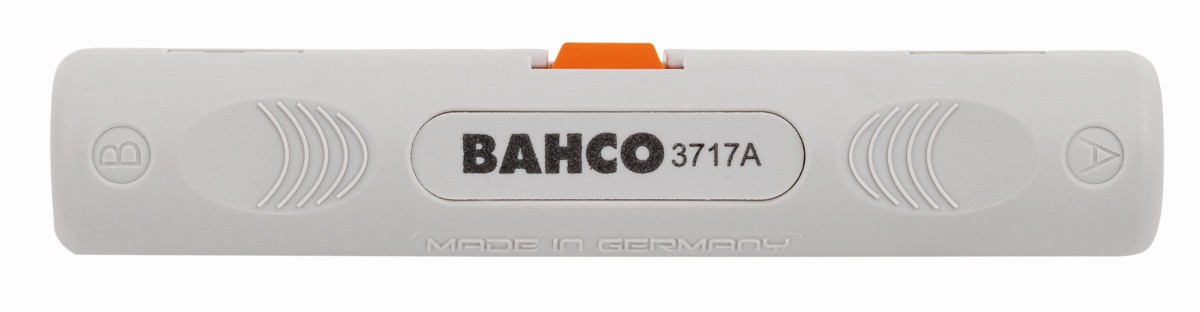 B
BAHCO 3717A
A
MADE IN GERMANY